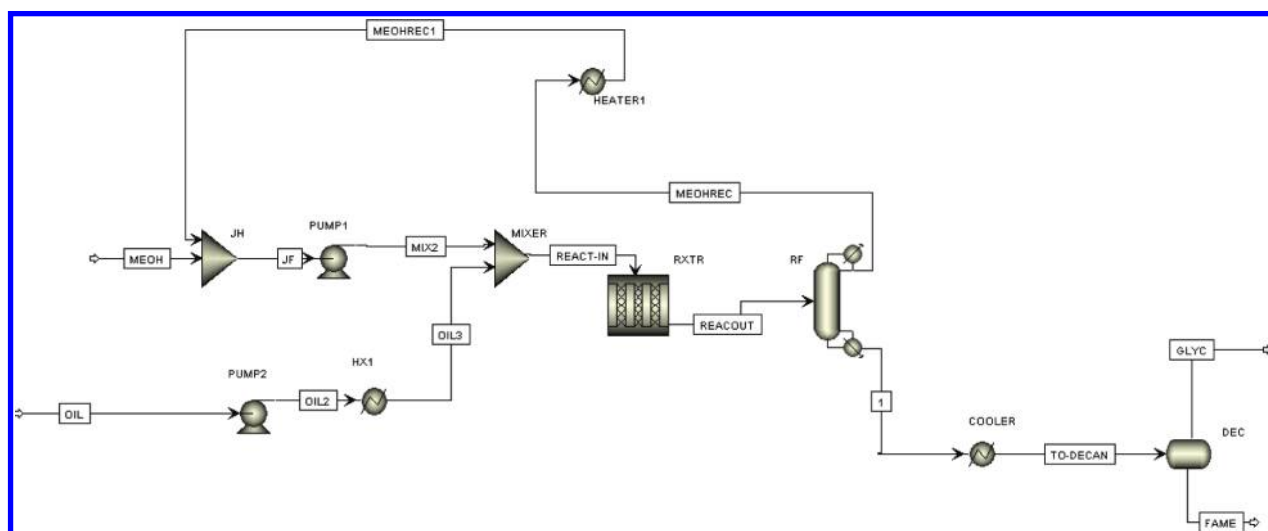 MEOHREC1
HEATER1
MEOHREC
JH
PUMP1
MIXER
MEOH
JF
MIX2
REACT-IN
RXTR
RF
REACOUT
OIL3
PUMP2
HX1
OIL2
OIL
1
GLYC
COOLER
DEC
TO-DECAN
FAME